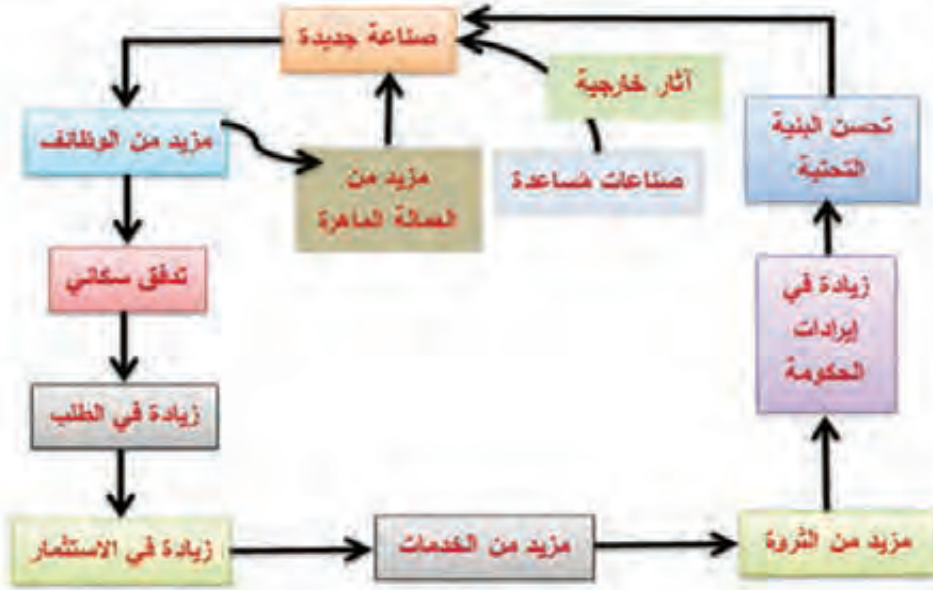 صناعة جديدة
آثار خارجية
تحسن البنية
التحتية
مزيد من الوظائف
مزيد من
العمالة الماهرة
صناعات مُساعدة
تدفق سكاني
زيادة في
إيرادات
الحكومة
زيادة في الطلب
زيادة في الاستثمار
مزيد من الخدمات
مزيد من الثروة